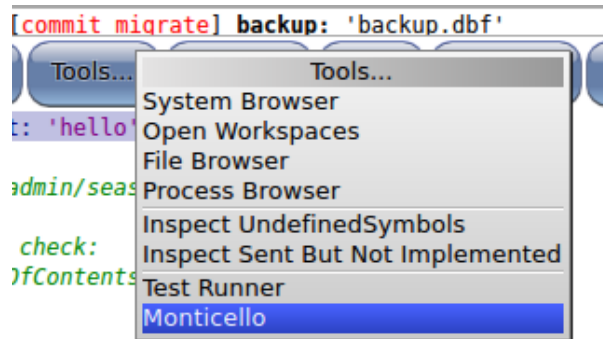 [commit migrate] backup: 'backup.dbf'
Tools... Tools...
System Browser
t: 'hello' Open Workspaces
File Browser
admin/seas Process Browser
Inspect UndefinedSymbols
check: Inspect Sent But Not Implemented
OfContents Test Runner
Monticello